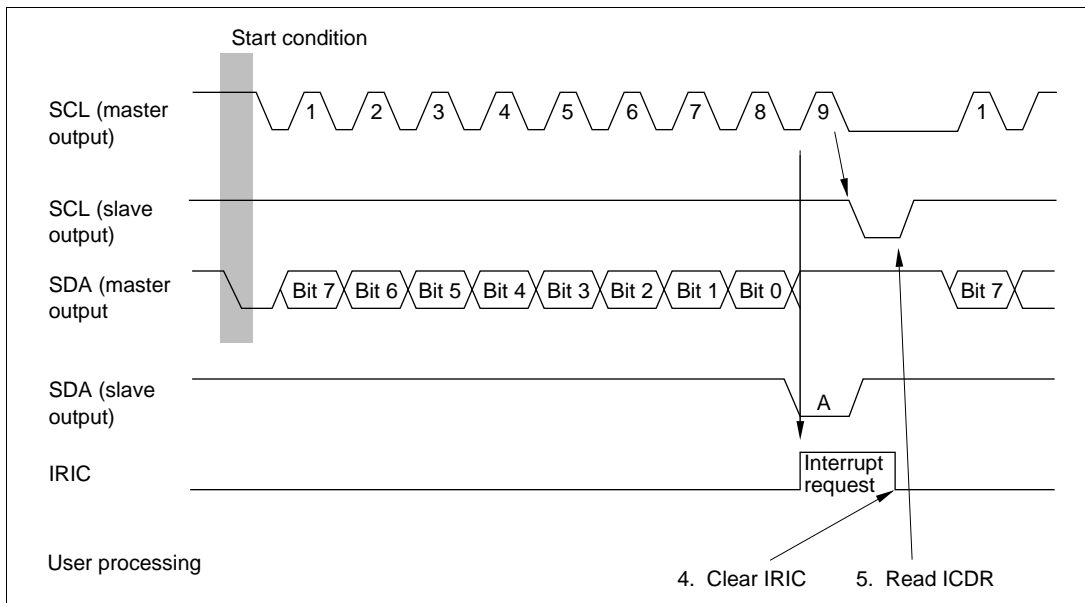 Start condition
SCL (master
output)
1 2 3 4 5 6 7 8 9 1
SCL (slave
output)
SDA (master
output
Bit 7 Bit 6 Bit 5 Bit 4 Bit 3 Bit 2 Bit 1 Bit 0 Bit 7
SDA (slave
output)
A
IRIC
Interrupt
request
User processing
4. Clear IRIC 5. Read ICDR